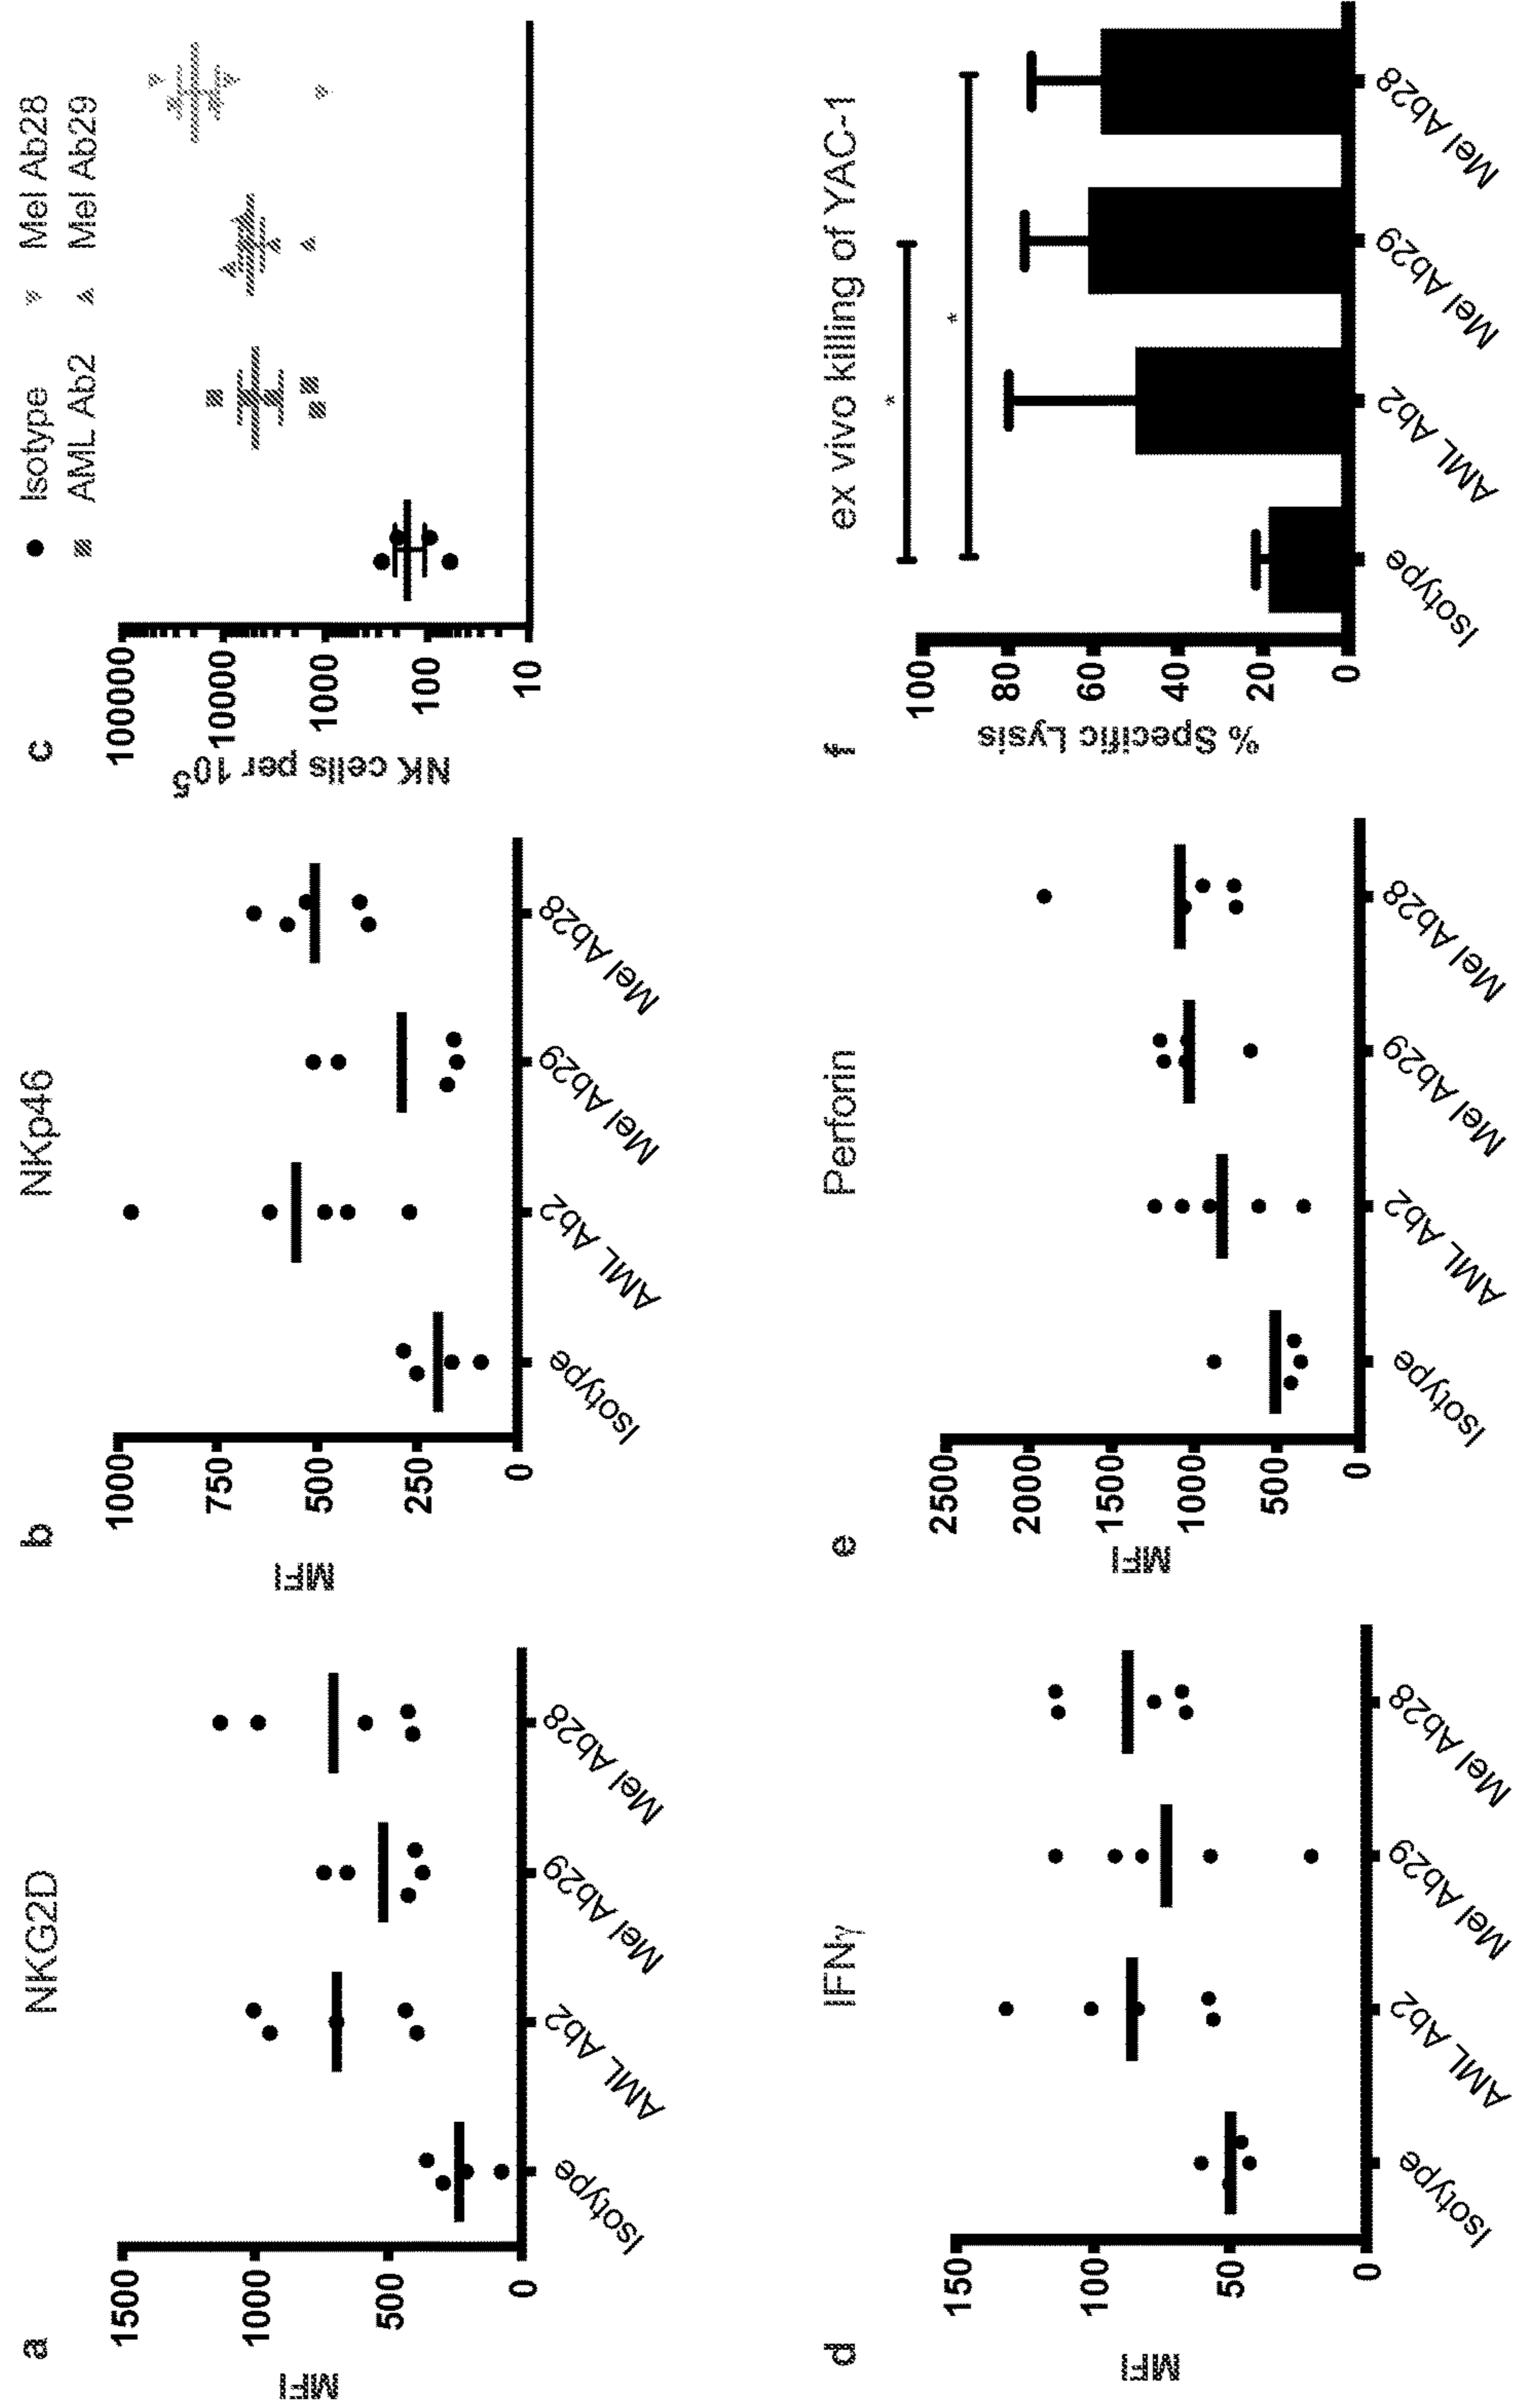 a
NKG2D
MFI
1500
1000
500
0
Isotype
AML Ab2
Mel Ab29
Mel Ab28
b
NKp46
MFI
1000
750
500
250
0
Isotype
AML Ab2
Mel Ab29
Mel Ab28
c
Isotype
Mel Ab28
AML Ab2
Mel Ab29
NK cells per 10⁵
100000
10000
1000
100
10
d
IFNγ
MFI
150
100
50
0
Isotype
AML Ab2
Mel Ab29
Mel Ab28
e
Perforin
MFI
2500
2000
1500
1000
500
0
Isotype
AML Ab2
Mel Ab29
Mel Ab28
f
ex vivo killing of YAC-1
*
*
% Specific Lysis
100
80
60
40
20
0
Isotype
AML Ab2
Mel Ab29
Mel Ab28